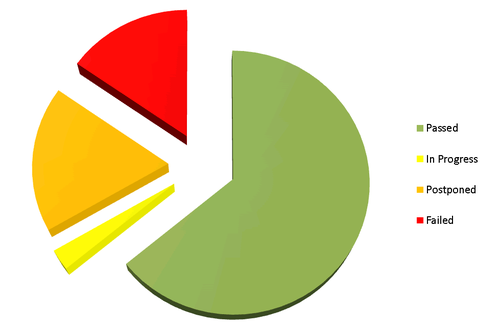 Passed
In Progress
Postponed
Failed